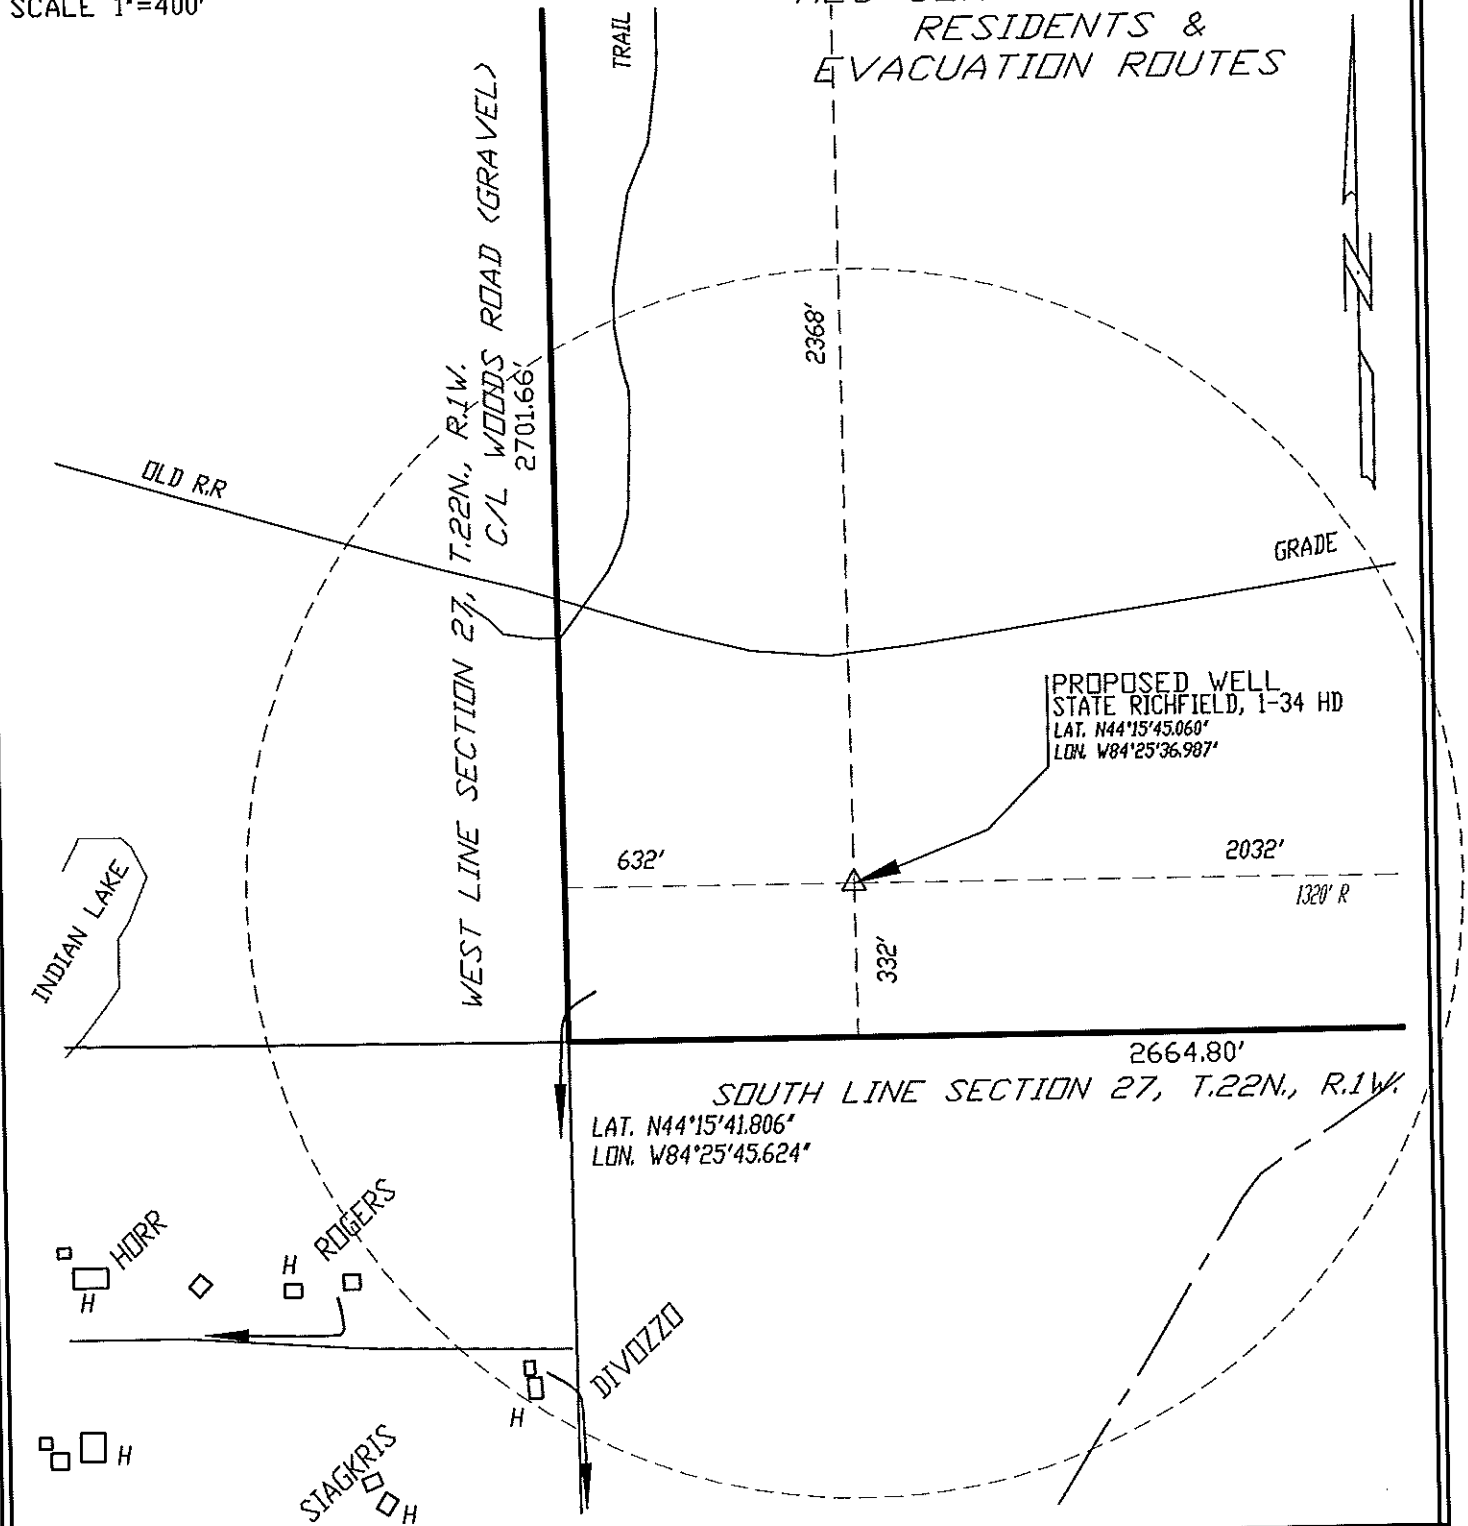 SCALE 1"=400'
RESIDENTS &
EVACUATION ROUTES
TRAIL
WEST LINE SECTION 27, T.22N., R.1W.
C/L WOODS ROAD (GRAVEL)
2701.66'
2368'
OLD R.R
GRADE
PROPOSED WELL
STATE RICHFIELD, 1-34 HD
LAT. N44°15'45.060"
LON. W84°25'36.987"
632'
2032'
1320' R
332'
INDIAN LAKE
2664.80'
SOUTH LINE SECTION 27, T.22N., R.1W.
LAT. N44°15'41.806"
LON. W84°25'45.624"
HORR
H
H
ROGERS
DIVOZZO
H
H
SIAGKRIS
H
N